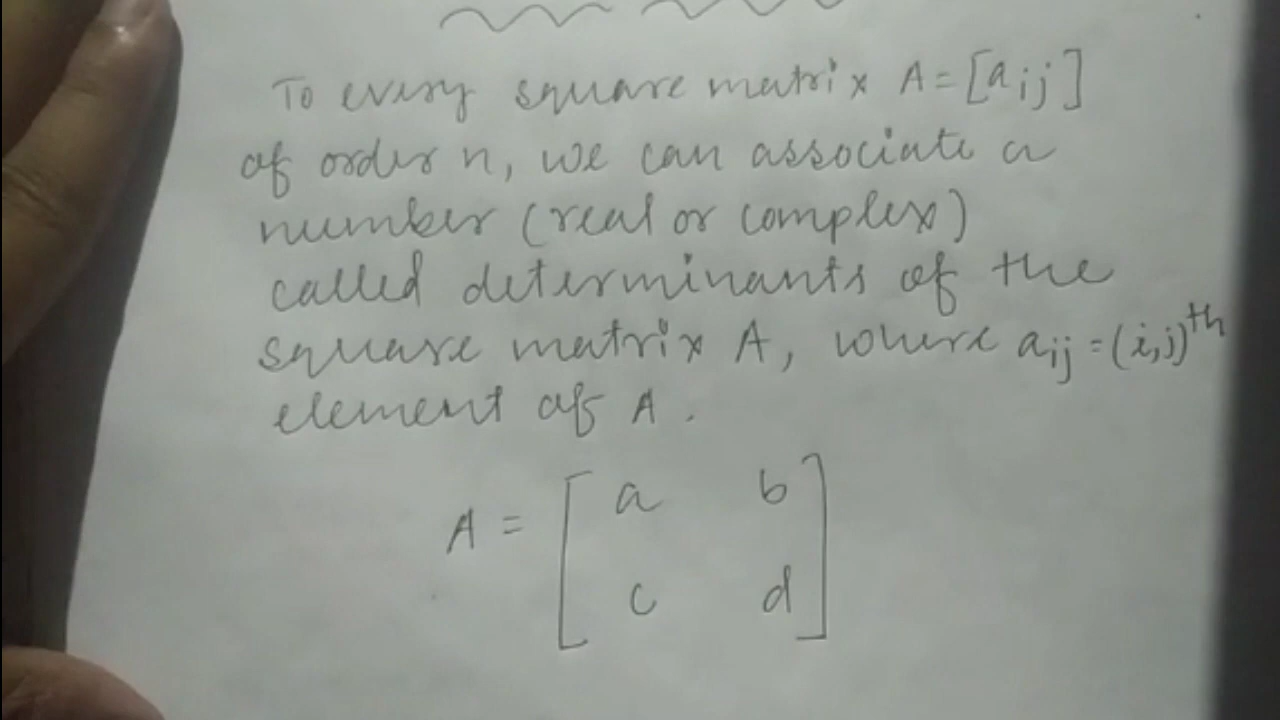 To every square matrix A = [aij]
of order n, we can associate a
number (real or complex)
called determinants of the
square matrix A, where aij = (i,j)th
element of A.
A = [ a b
c d ]